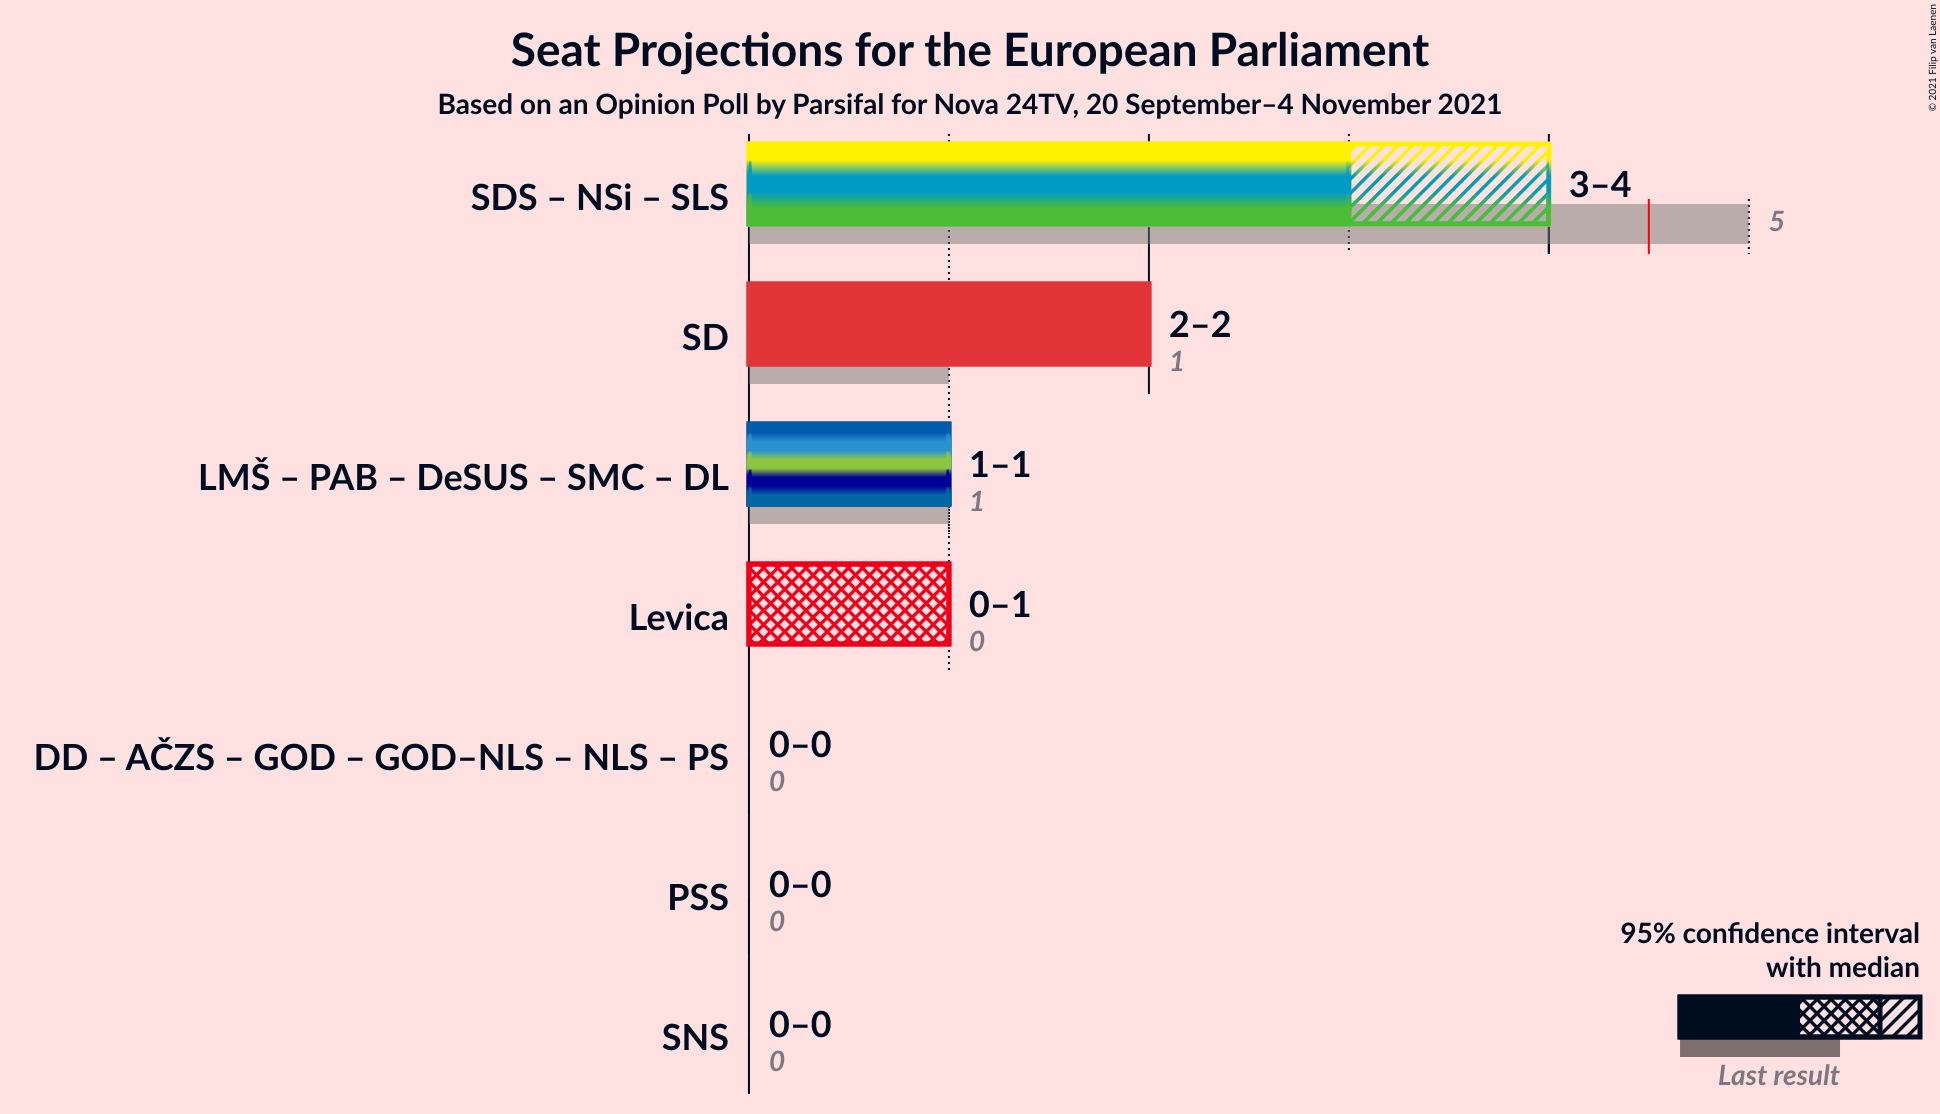 Seat Projections for the European Parliament
Based on an Opinion Poll by Parsifal for Nova 24TV, 20 September–4 November 2021
© 2021 Filip van Laenen
SDS – NSi – SLS
3–4
5
SD
2–2
1
LMŠ – PAB – DeSUS – SMC – DL
1–1
1
Levica
0–1
0
DD – AČZS – GOD – GOD–NLS – NLS – PS
0–0
0
PSS
0–0
0
SNS
0–0
0
95% confidence interval
with median
Last result